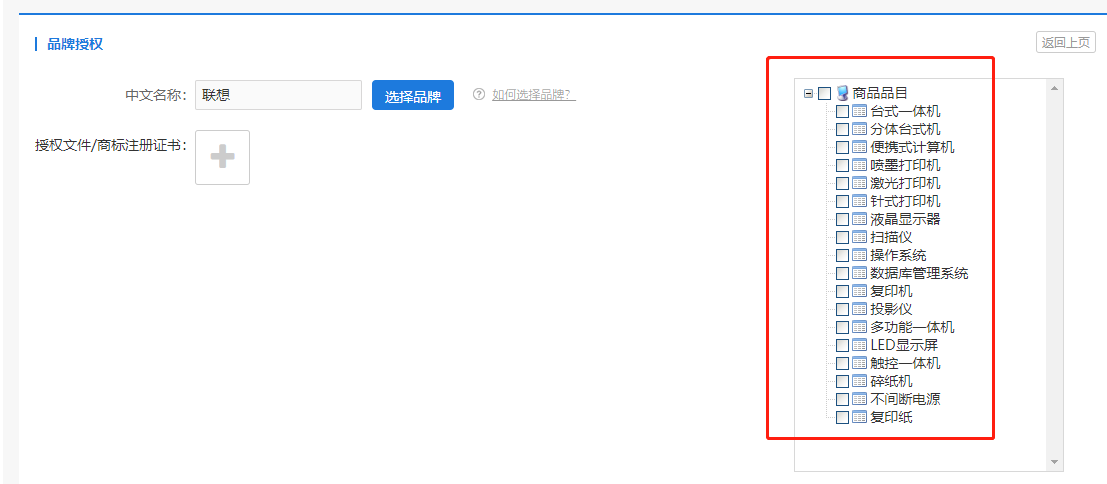 品牌授权
返回上页
中文名称: 联想 选择品牌 如何选择品牌?
授权文件/商标注册证书:
商品品目
台式一体机
分体台式机
便携式计算机
喷墨打印机
激光打印机
针式打印机
液晶显示器
扫描仪
操作系统
数据库管理系统
复印机
投影仪
多功能一体机
LED显示屏
触控一体机
碎纸机
不间断电源
复印纸